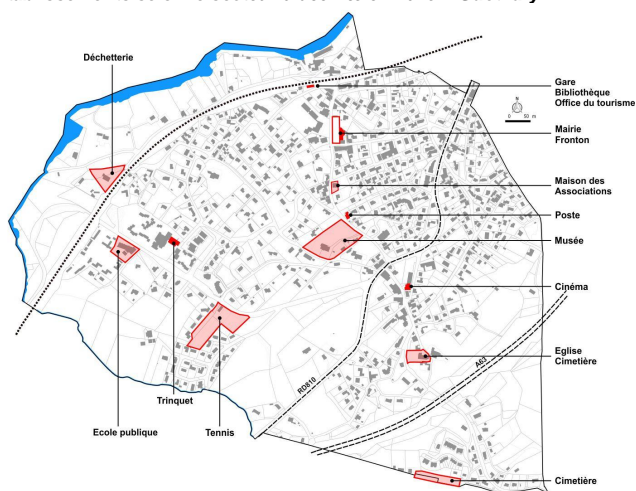 Déchetterie
Gare
Bibliothèque
Office du tourisme
N
0 50 m
Mairie
Fronton
Maison des
Associations
Poste
Musée
Cinéma
Eglise
Cimetière
A63
RD810
Trinquet
Ecole publique
Tennis
Cimetière